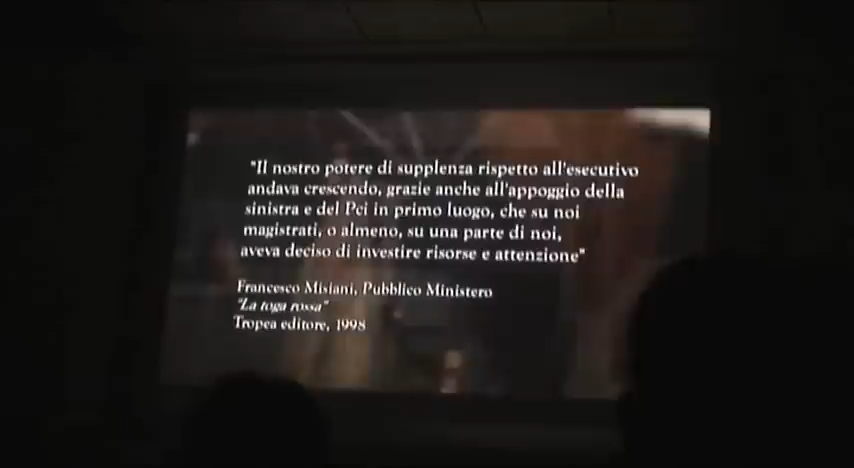 "Il nostro potere di supplenza rispetto all'esecutivo
andava crescendo, grazie anche all'appoggio della
sinistra e del Pci in primo luogo, che su noi
magistrati, o almeno, su una parte di noi,
aveva deciso di investire risorse e attenzione"
Francesco Misiani, Pubblico Ministero
"La toga rossa"
Tropea editore, 1998